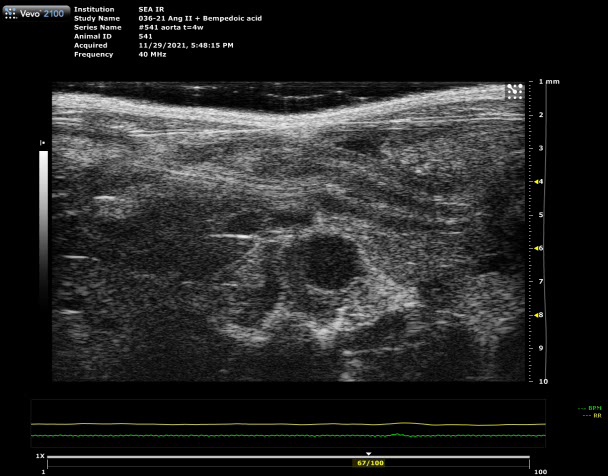 Vevo 2100
Institution SEA IR
Study Name 036-21 Ang II + Bempedoic acid
Series Name #541 aorta t=4w
Animal ID 541
Acquired 11/29/2021, 5:48:15 PM
Frequency 40 MHz
1 mm
2
3
4
5
6
7
8
9
10
BPM
RR
1X
67/100
1
100